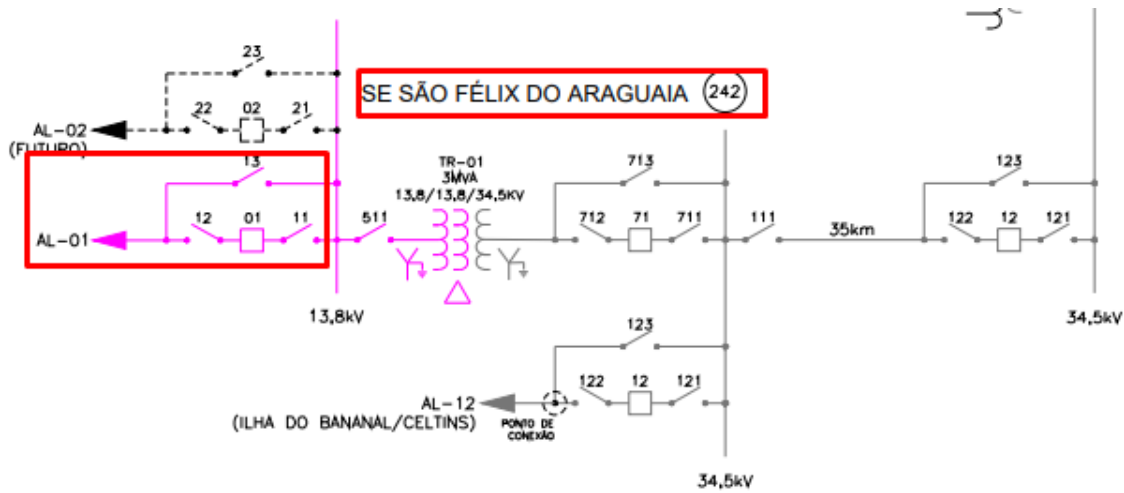 23
SE SÃO FÉLIX DO ARAGUAIA 242
22 02 21
AL-02
(FUTURO)
13
TR-01
3MVA
13,8/13,8/34,5KV
713
123
12 01 11
511
712 71 711
111
35km
122 12 121
AL-01
13,8kV
34,5kV
123
122 12 121
AL-12
(ILHA DO BANANAL/CELTINS)
PONTO DE
CONEXÃO
34,5kV